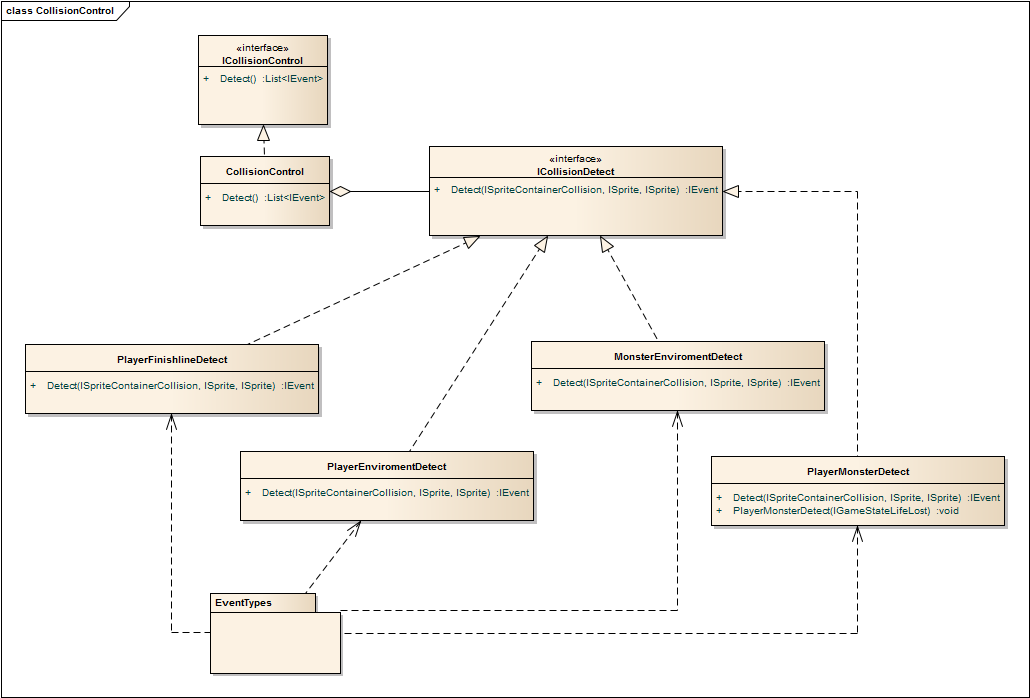 class CollisionControl
«interface»
ICollisionControl
+ Detect() :List<IEvent>
CollisionControl
+ Detect() :List<IEvent>
«interface»
ICollisionDetect
+ Detect(ISpriteContainerCollision, ISprite, ISprite) :IEvent
PlayerFinishlineDetect
+ Detect(ISpriteContainerCollision, ISprite, ISprite) :IEvent
MonsterEnviromentDetect
+ Detect(ISpriteContainerCollision, ISprite, ISprite) :IEvent
PlayerEnviromentDetect
+ Detect(ISpriteContainerCollision, ISprite, ISprite) :IEvent
PlayerMonsterDetect
+ Detect(ISpriteContainerCollision, ISprite, ISprite) :IEvent
+ PlayerMonsterDetect(IGameStateLifeLost) :void
EventTypes